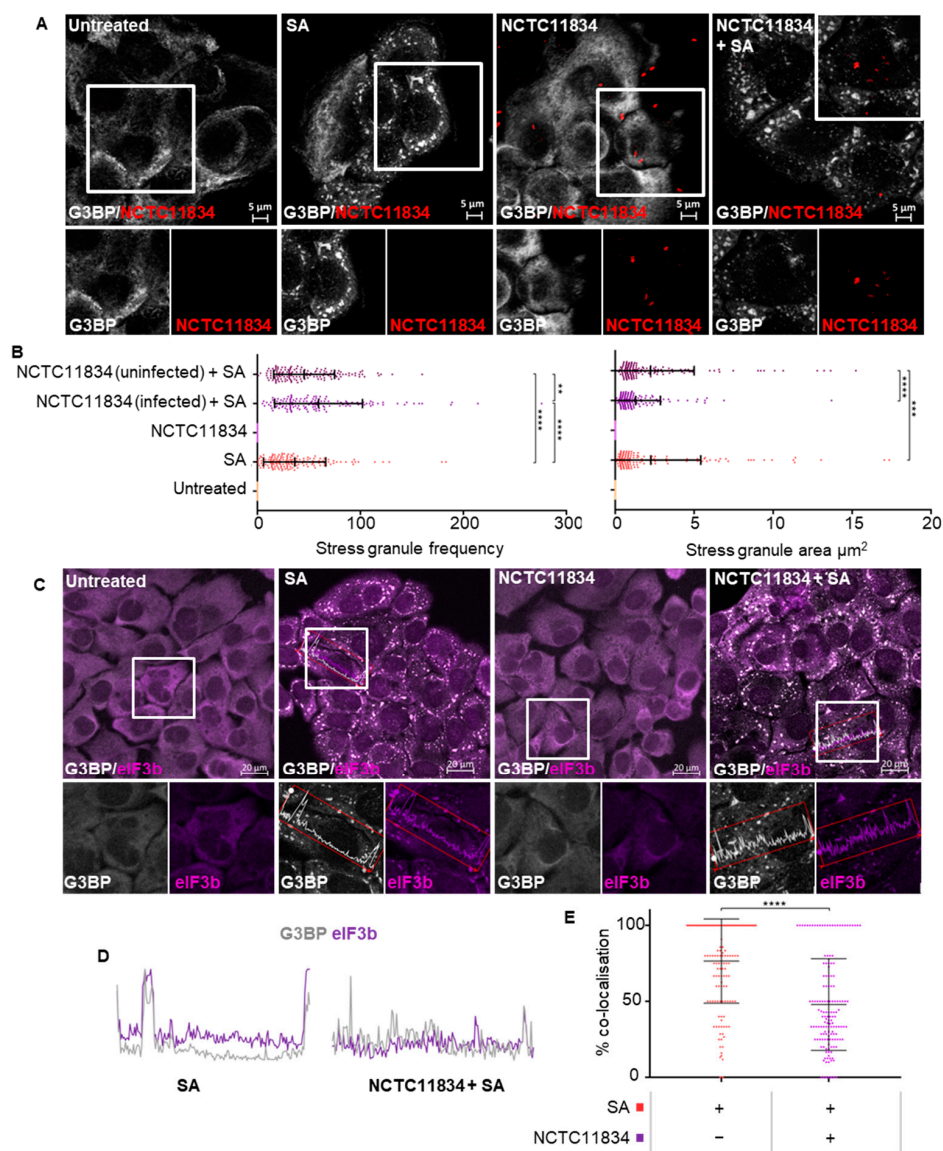 A
Untreated
SA
NCTC11834
NCTC11834
+ SA
G3BP/NCTC11834
5 µm
G3BP/NCTC11834
5 µm
G3BP/NCTC11834
5 µm
G3BP/NCTC11834
5 µm
G3BP
NCTC11834
G3BP
NCTC11834
G3BP
NCTC11834
G3BP
NCTC11834
B
NCTC11834 (uninfected) + SA
NCTC11834 (infected) + SA
NCTC11834
SA
Untreated
**
****
****
0 100 200 300
Stress granule frequency
****
***
0 5 10 15 20
Stress granule area µm²
C
Untreated
SA
NCTC11834
NCTC11834 + SA
G3BP/eIF3b
20 µm
G3BP/eIF3b
20 µm
G3BP/eIF3b
20 µm
G3BP/eIF3b
20 µm
G3BP
eIF3b
G3BP
eIF3b
G3BP
eIF3b
G3BP
eIF3b
D
G3BP eIF3b
SA
NCTC11834 + SA
E
****
% co-localisation
100
50
0
SA + +
NCTC11834 − +